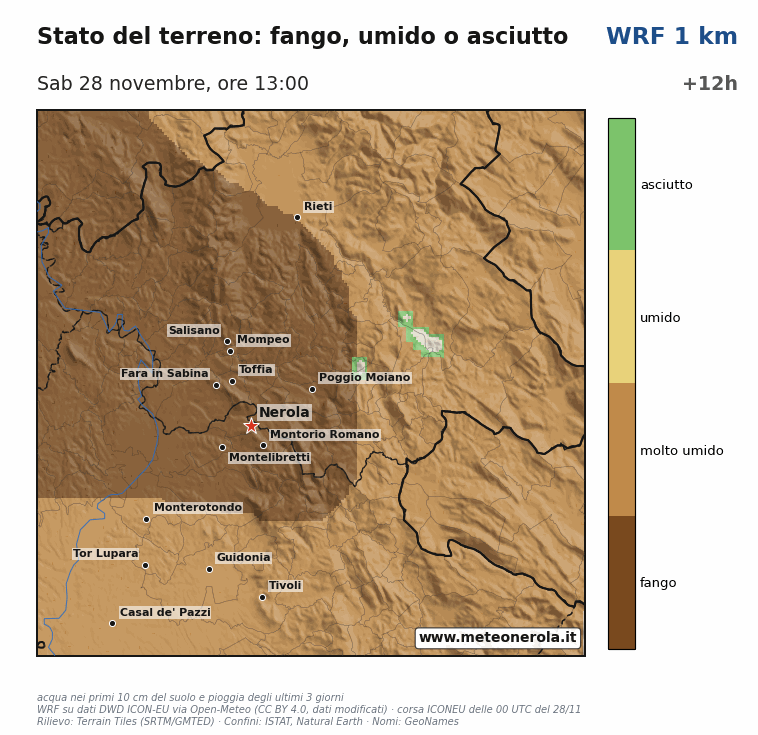 Stato del terreno: fango, umido o asciutto
WRF 1 km
Sab 28 novembre, ore 13:00
+12h
Rieti
Salisano
Mompeo
Toffia
Fara in Sabina
Poggio Moiano
Nerola
Montorio Romano
Montelibretti
Monterotondo
Tor Lupara
Guidonia
Tivoli
Casal de' Pazzi
www.meteonerola.it
asciutto
umido
molto umido
fango
acqua nei primi 10 cm del suolo e pioggia degli ultimi 3 giorni
WRF su dati DWD ICON-EU via Open-Meteo (CC BY 4.0, dati modificati) · corsa ICONEU delle 00 UTC del 28/11
Rilievo: Terrain Tiles (SRTM/GMTED) · Confini: ISTAT, Natural Earth · Nomi: GeoNames